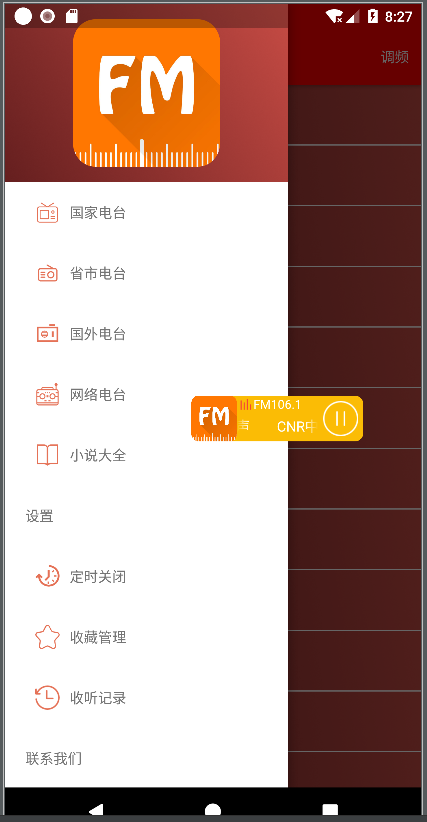 8:27
FM
调频
国家电台
省市电台
国外电台
网络电台
FM
FM106.1
CNR中
小说大全
设置
定时关闭
收藏管理
收听记录
联系我们